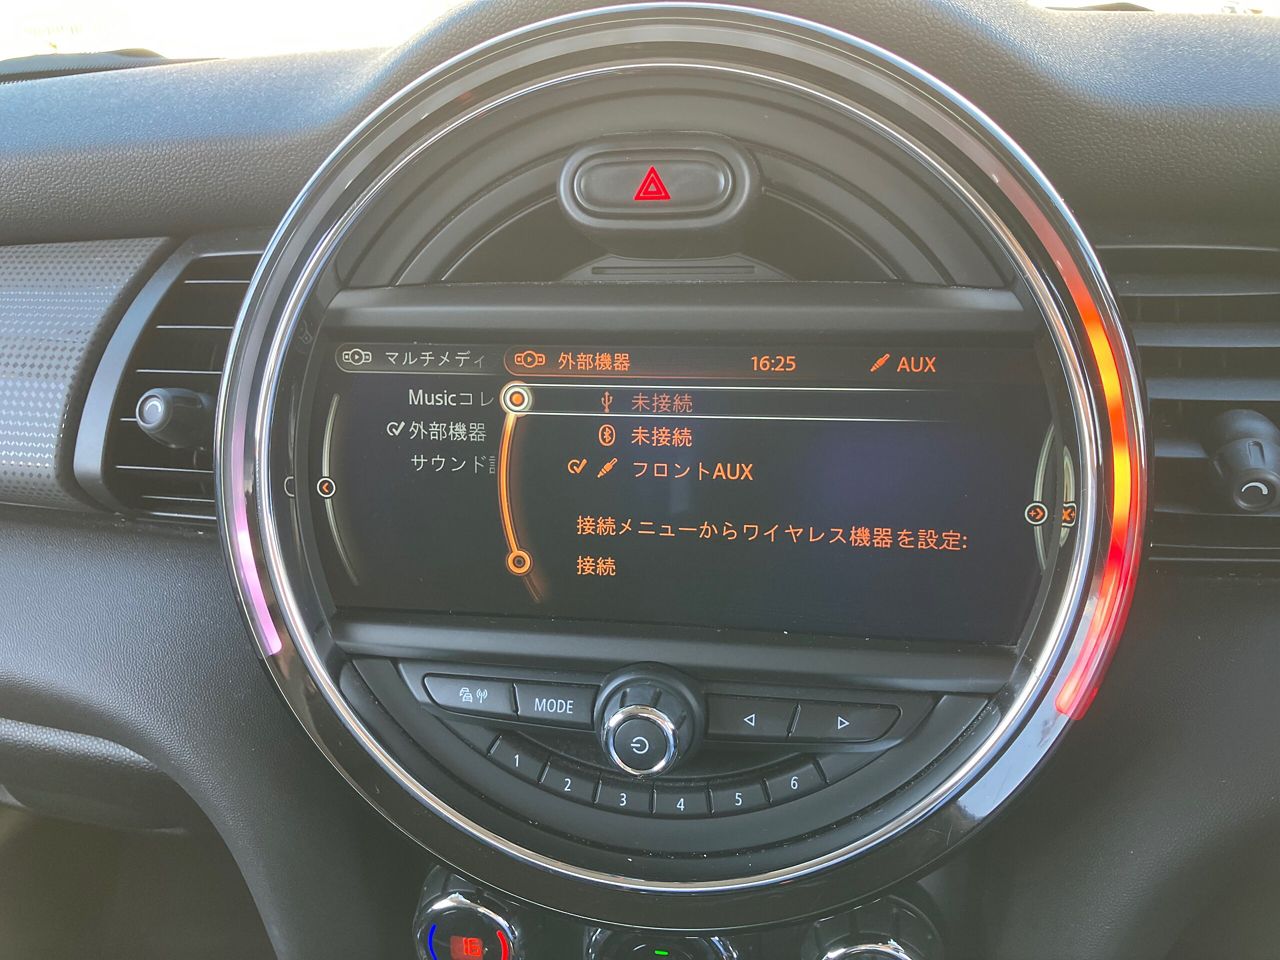 マルチメディ
外部機器
16:25
AUX
Musicコレ
外部機器
サウンド
未接続
未接続
フロントAUX
接続メニューからワイヤレス機器を設定:
接続
MODE
1
2
3
4
5
6
16